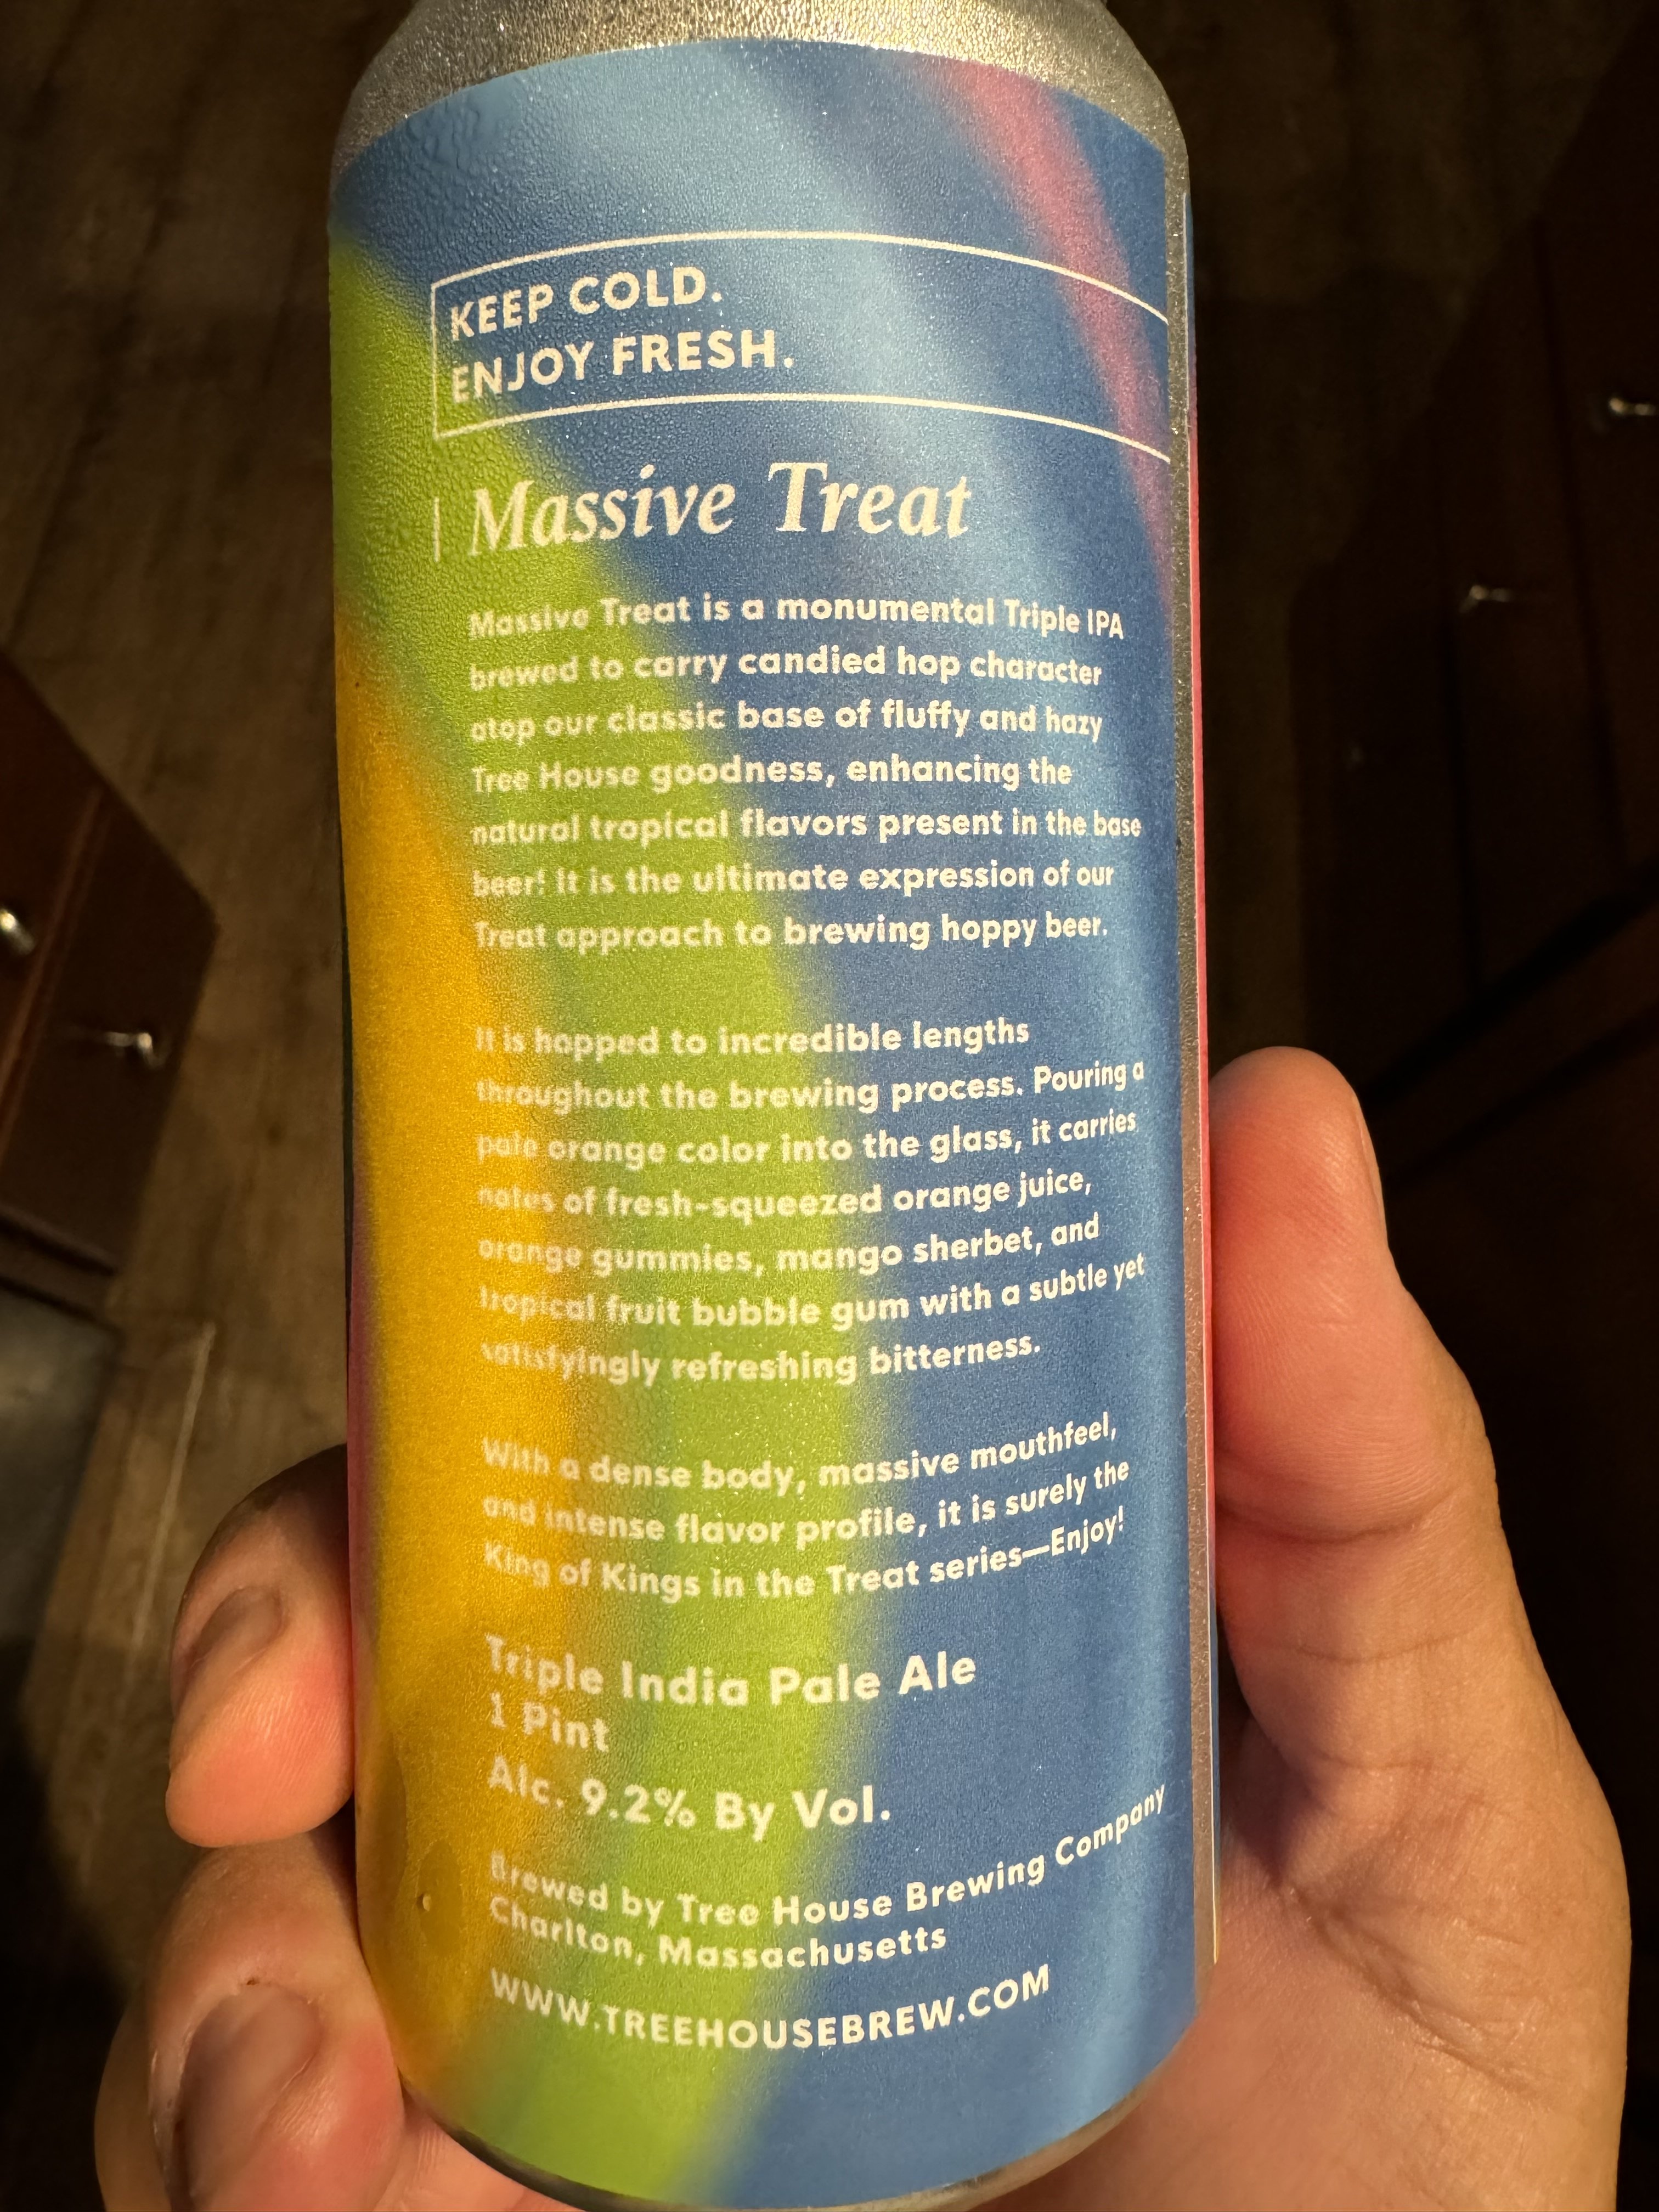 KEEP COLD.
ENJOY FRESH.
Massive Treat
Massive Treat is a monumental Triple IPA
brewed to carry candied hop character
atop our classic base of fluffy and hazy
Tree House goodness, enhancing the
natural tropical flavors present in the base
beer! It is the ultimate expression of our
Treat approach to brewing hoppy beer.
It is hopped to incredible lengths
throughout the brewing process. Pouring a
pale orange color into the glass, it carries
notes of fresh-squeezed orange juice,
orange gummies, mango sherbet, and
tropical fruit bubble gum with a subtle yet
satisfyingly refreshing bitterness.
With a dense body, massive mouthfeel,
and intense flavor profile, it is surely the
King of Kings in the Treat series—Enjoy!
Triple India Pale Ale
1 Pint
Alc. 9.2% By Vol.
Brewed by Tree House Brewing Company
Charlton, Massachusetts
WWW.TREEHOUSEBREW.COM